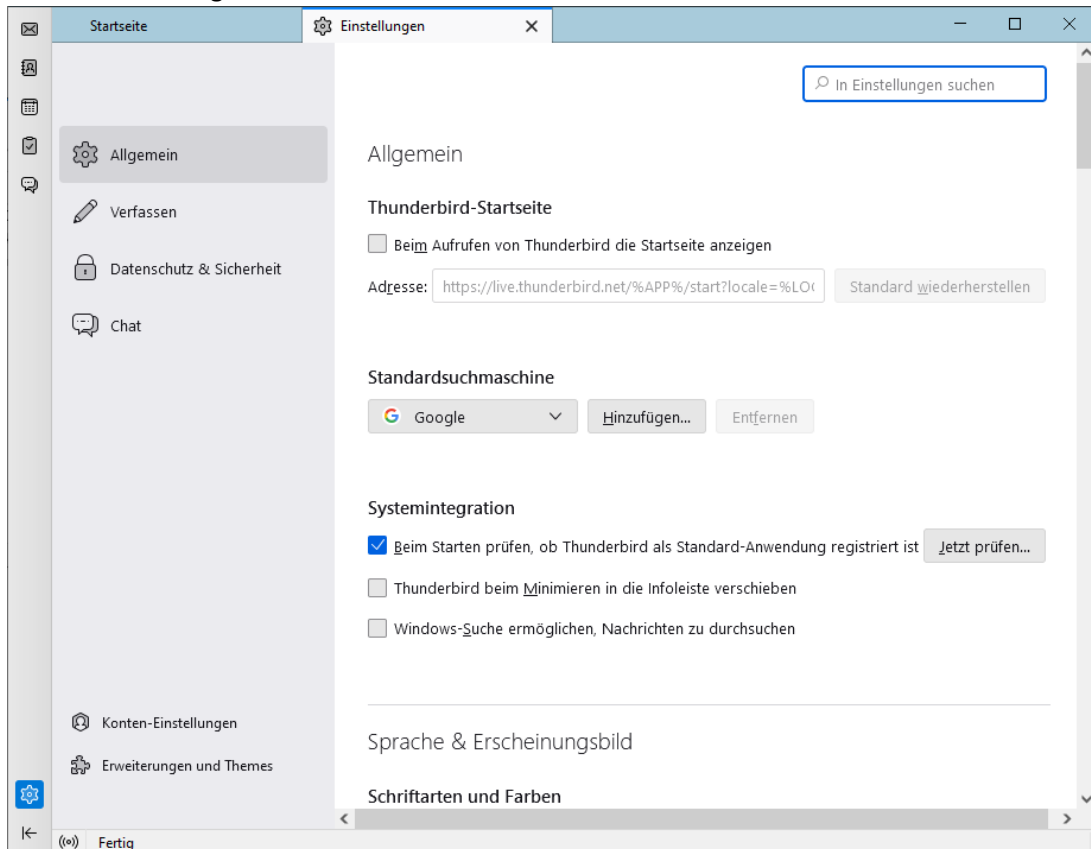 Startseite
Einstellungen
In Einstellungen suchen
Allgemein
Verfassen
Datenschutz & Sicherheit
Chat
Konten-Einstellungen
Erweiterungen und Themes
Allgemein
Thunderbird-Startseite
Beim Aufrufen von Thunderbird die Startseite anzeigen
Adresse: https://live.thunderbird.net/%APP%/start?locale=%LOC Standard wiederherstellen
Standardsuchmaschine
Google Hinzufügen... Entfernen
Systemintegration
Beim Starten prüfen, ob Thunderbird als Standard-Anwendung registriert ist Jetzt prüfen...
Thunderbird beim Minimieren in die Infoleiste verschieben
Windows-Suche ermöglichen, Nachrichten zu durchsuchen
Sprache & Erscheinungsbild
Schriftarten und Farben
Fertig